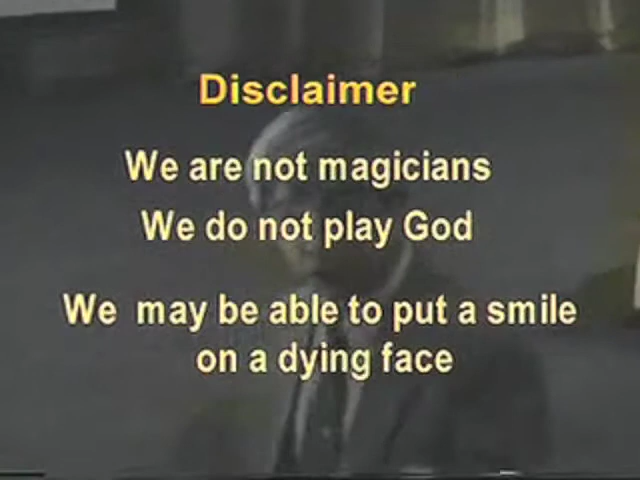 Disclaimer
We are not magicians
We do not play God
We may be able to put a smile
on a dying face